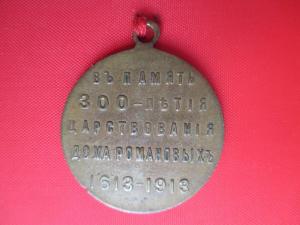 ВЪ ПАМЯТЬ
300-ЛѢТІЯ
ЦАРСТВОВАНІЯ
ДОМА РОМАНОВЫХЪ
1613-1913